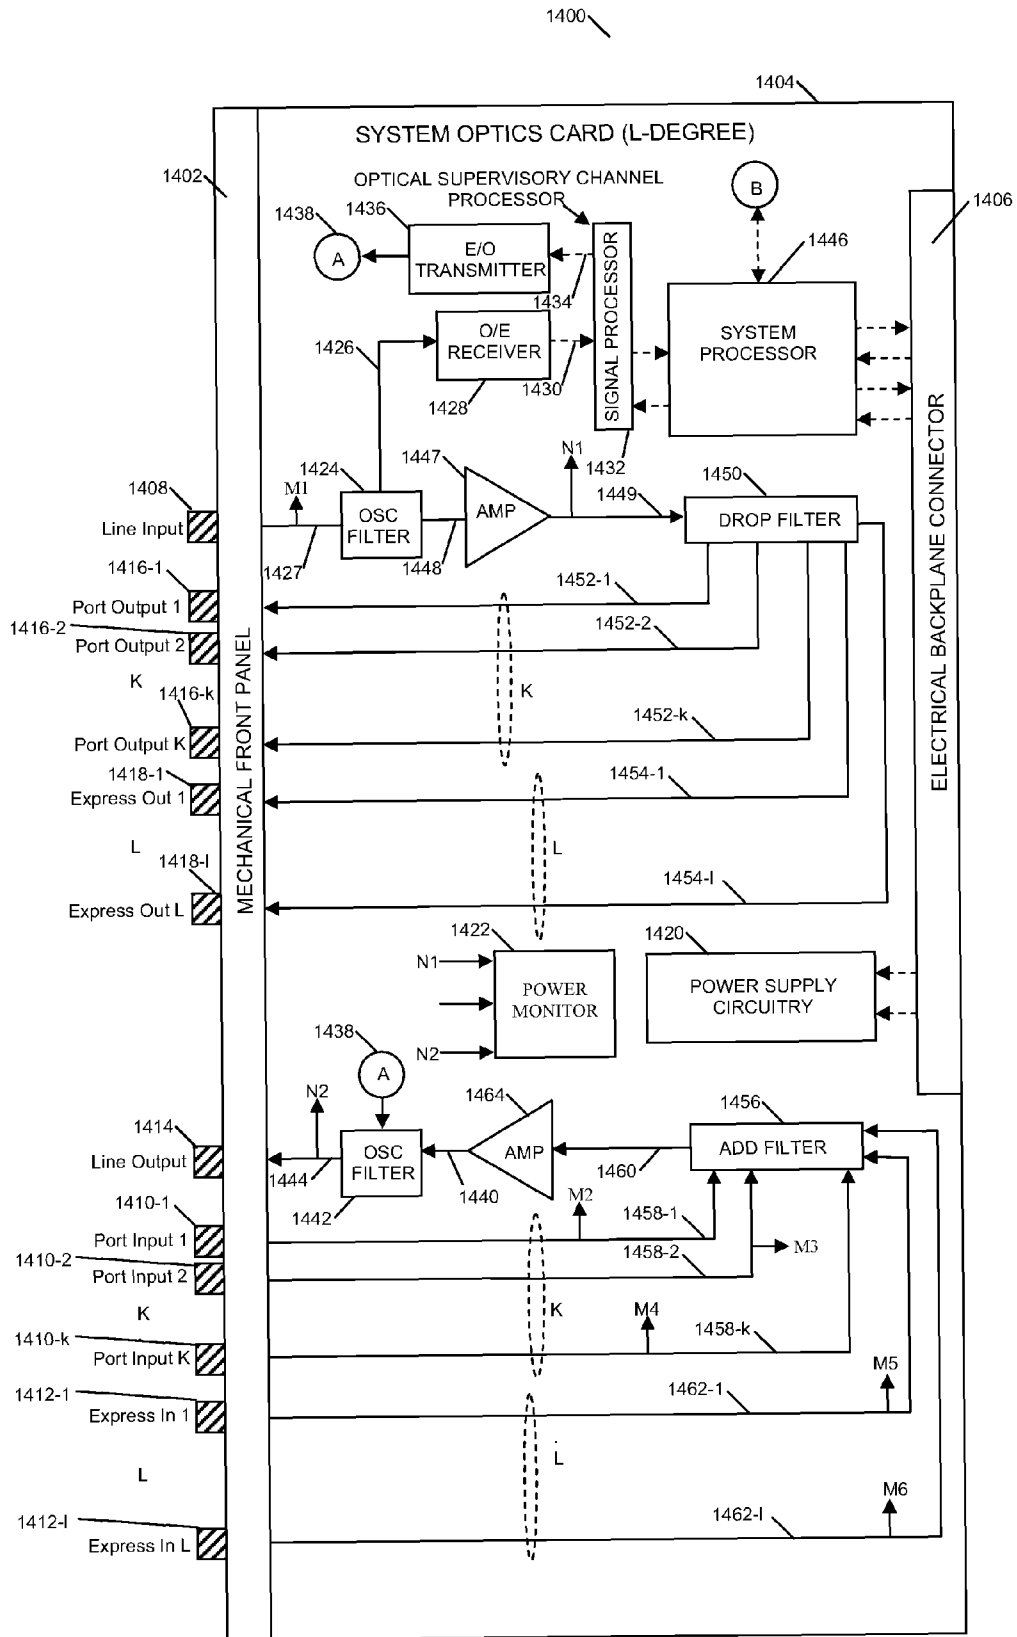 1400
1404
SYSTEM OPTICS CARD (L-DEGREE)
1402
OPTICAL SUPERVISORY CHANNEL
PROCESSOR
B
1406
1438
1436
A
E/O
TRANSMITTER
1434
SIGNAL PROCESSOR
1446
SYSTEM
PROCESSOR
1426
O/E
RECEIVER
1430
1428
1432
1424
M1
1447
N1
1408
Line Input
OSC
FILTER
AMP
1449
1450
DROP FILTER
1427
1448
1416-1
Port Output 1
1452-1
1416-2
Port Output 2
1452-2
K
1416-k
K
Port Output K
1452-k
1418-1
Express Out 1
1454-1
L
1418-l
L
Express Out L
1454-l
MECHANICAL FRONT PANEL
ELECTRICAL BACKPLANE CONNECTOR
1422
N1
POWER
MONITOR
N2
1420
POWER SUPPLY
CIRCUITRY
1438
A
N2
1464
1456
1414
Line Output
OSC
FILTER
AMP
ADD FILTER
1444
1440
1460
1442
M2
1410-1
Port Input 1
1458-1
1410-2
Port Input 2
1458-2
M3
K
K
M4
1410-k
Port Input K
1458-k
M5
1412-1
Express In 1
1462-1
L
L
M6
1412-l
Express In L
1462-l